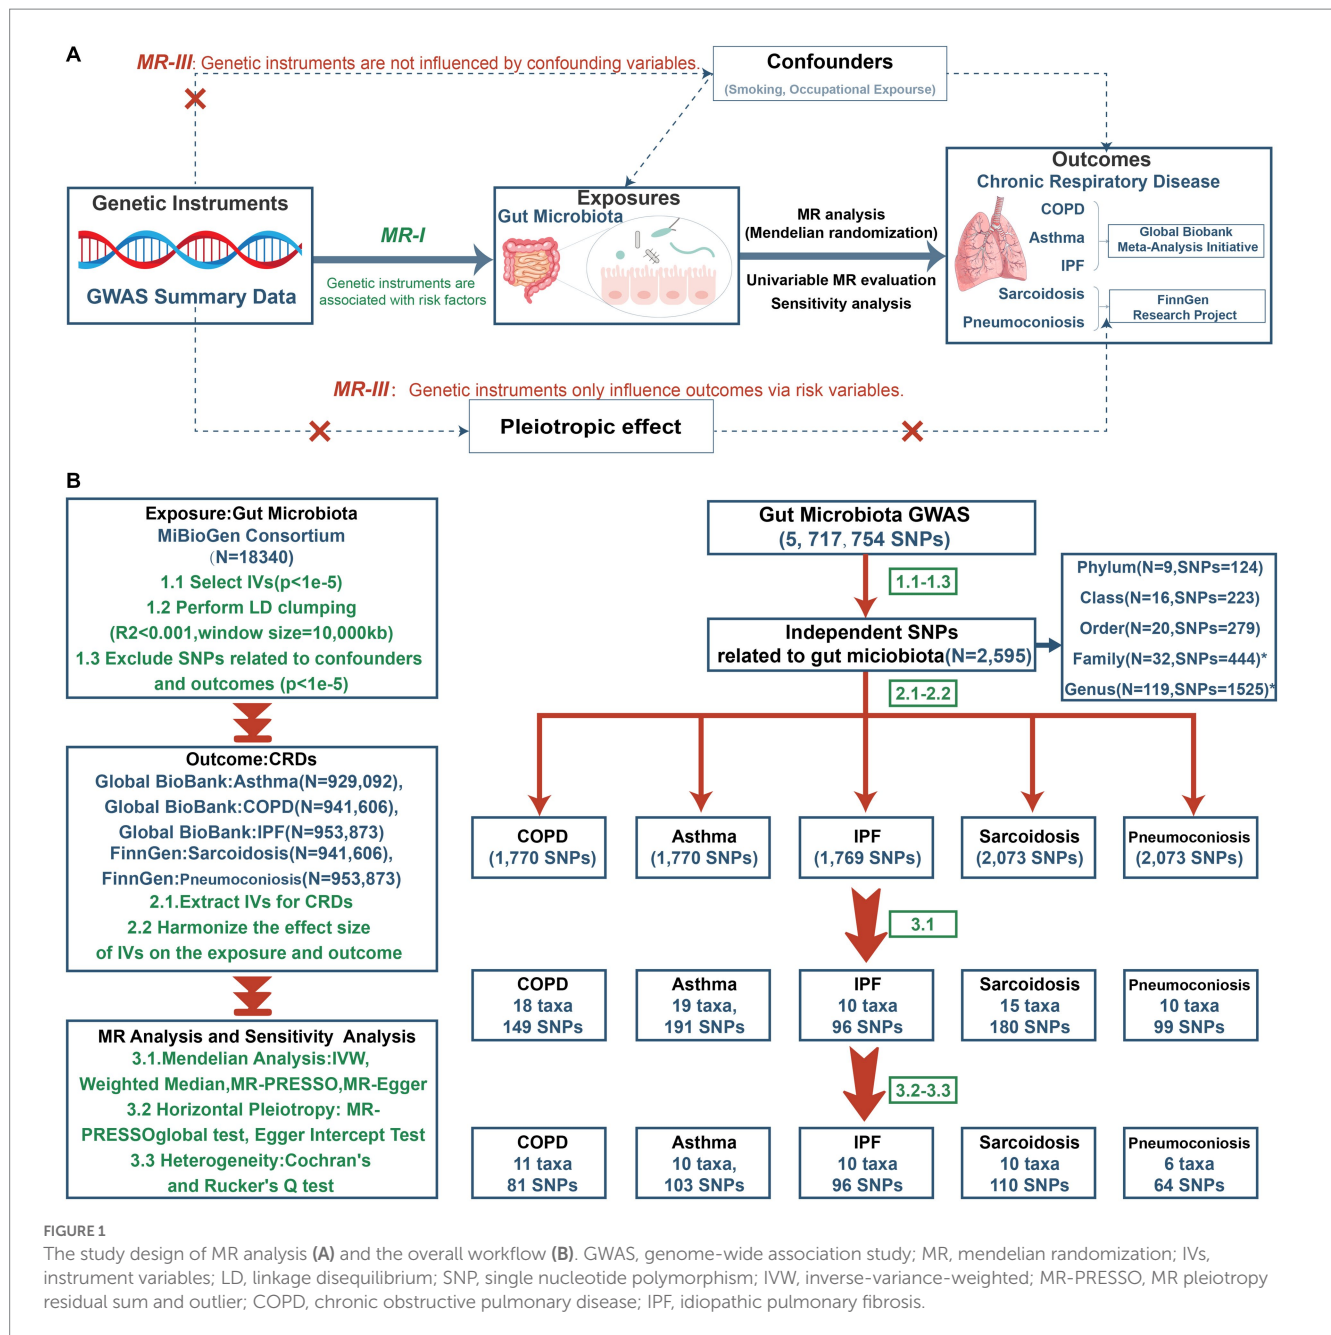 A
MR-III: Genetic instruments are not influenced by confounding variables.
Confounders
(Smoking, Occupational Expourse)
Genetic Instruments
GWAS Summary Data
MR-I
Genetic instruments are
associated with risk factors
Exposures
Gut Microbiota
MR analysis
(Mendelian randomization)
Univariable MR evaluation
Sensitivity analysis
Outcomes
Chronic Respiratory Disease
COPD
Asthma
IPF
Global Biobank
Meta-Analysis Initiative
Sarcoidosis
Pneumoconiosis
FinnGen
Research Project
MR-III: Genetic instruments only influence outcomes via risk variables.
Pleiotropic effect
B
Exposure:Gut Microbiota
MiBioGen Consortium
(N=18340)
1.1 Select IVs(p<1e-5)
1.2 Perform LD clumping
(R2<0.001,window size=10,000kb)
1.3 Exclude SNPs related to confounders
and outcomes (p<1e-5)
Outcome:CRDs
Global BioBank:Asthma(N=929,092),
Global BioBank:COPD(N=941,606),
Global BioBank:IPF(N=953,873)
FinnGen:Sarcoidosis(N=941,606),
FinnGen:Pneumoconiosis(N=953,873)
2.1.Extract IVs for CRDs
2.2 Harmonize the effect size
of IVs on the exposure and outcome
MR Analysis and Sensitivity Analysis
3.1.Mendelian Analysis:IVW,
Weighted Median,MR-PRESSO,MR-Egger
3.2 Horizontal Pleiotropy: MR-
PRESSOglobal test, Egger Intercept Test
3.3 Heterogeneity:Cochran's
and Rucker's Q test
Gut Microbiota GWAS
(5, 717, 754 SNPs)
1.1-1.3
Independent SNPs
related to gut miciobiota(N=2,595)
Phylum(N=9,SNPs=124)
Class(N=16,SNPs=223)
Order(N=20,SNPs=279)
Family(N=32,SNPs=444)*
Genus(N=119,SNPs=1525)*
2.1-2.2
COPD
(1,770 SNPs)
Asthma
(1,770 SNPs)
IPF
(1,769 SNPs)
Sarcoidosis
(2,073 SNPs)
Pneumoconiosis
(2,073 SNPs)
3.1
COPD
18 taxa
149 SNPs
Asthma
19 taxa,
191 SNPs
IPF
10 taxa
96 SNPs
Sarcoidosis
15 taxa
180 SNPs
Pneumoconiosis
10 taxa
99 SNPs
3.2-3.3
COPD
11 taxa
81 SNPs
Asthma
10 taxa,
103 SNPs
IPF
10 taxa
96 SNPs
Sarcoidosis
10 taxa
110 SNPs
Pneumoconiosis
6 taxa
64 SNPs
FIGURE 1
The study design of MR analysis (A) and the overall workflow (B). GWAS, genome-wide association study; MR, mendelian randomization; IVs,
instrument variables; LD, linkage disequilibrium; SNP, single nucleotide polymorphism; IVW, inverse-variance-weighted; MR-PRESSO, MR pleiotropy
residual sum and outlier; COPD, chronic obstructive pulmonary disease; IPF, idiopathic pulmonary fibrosis.